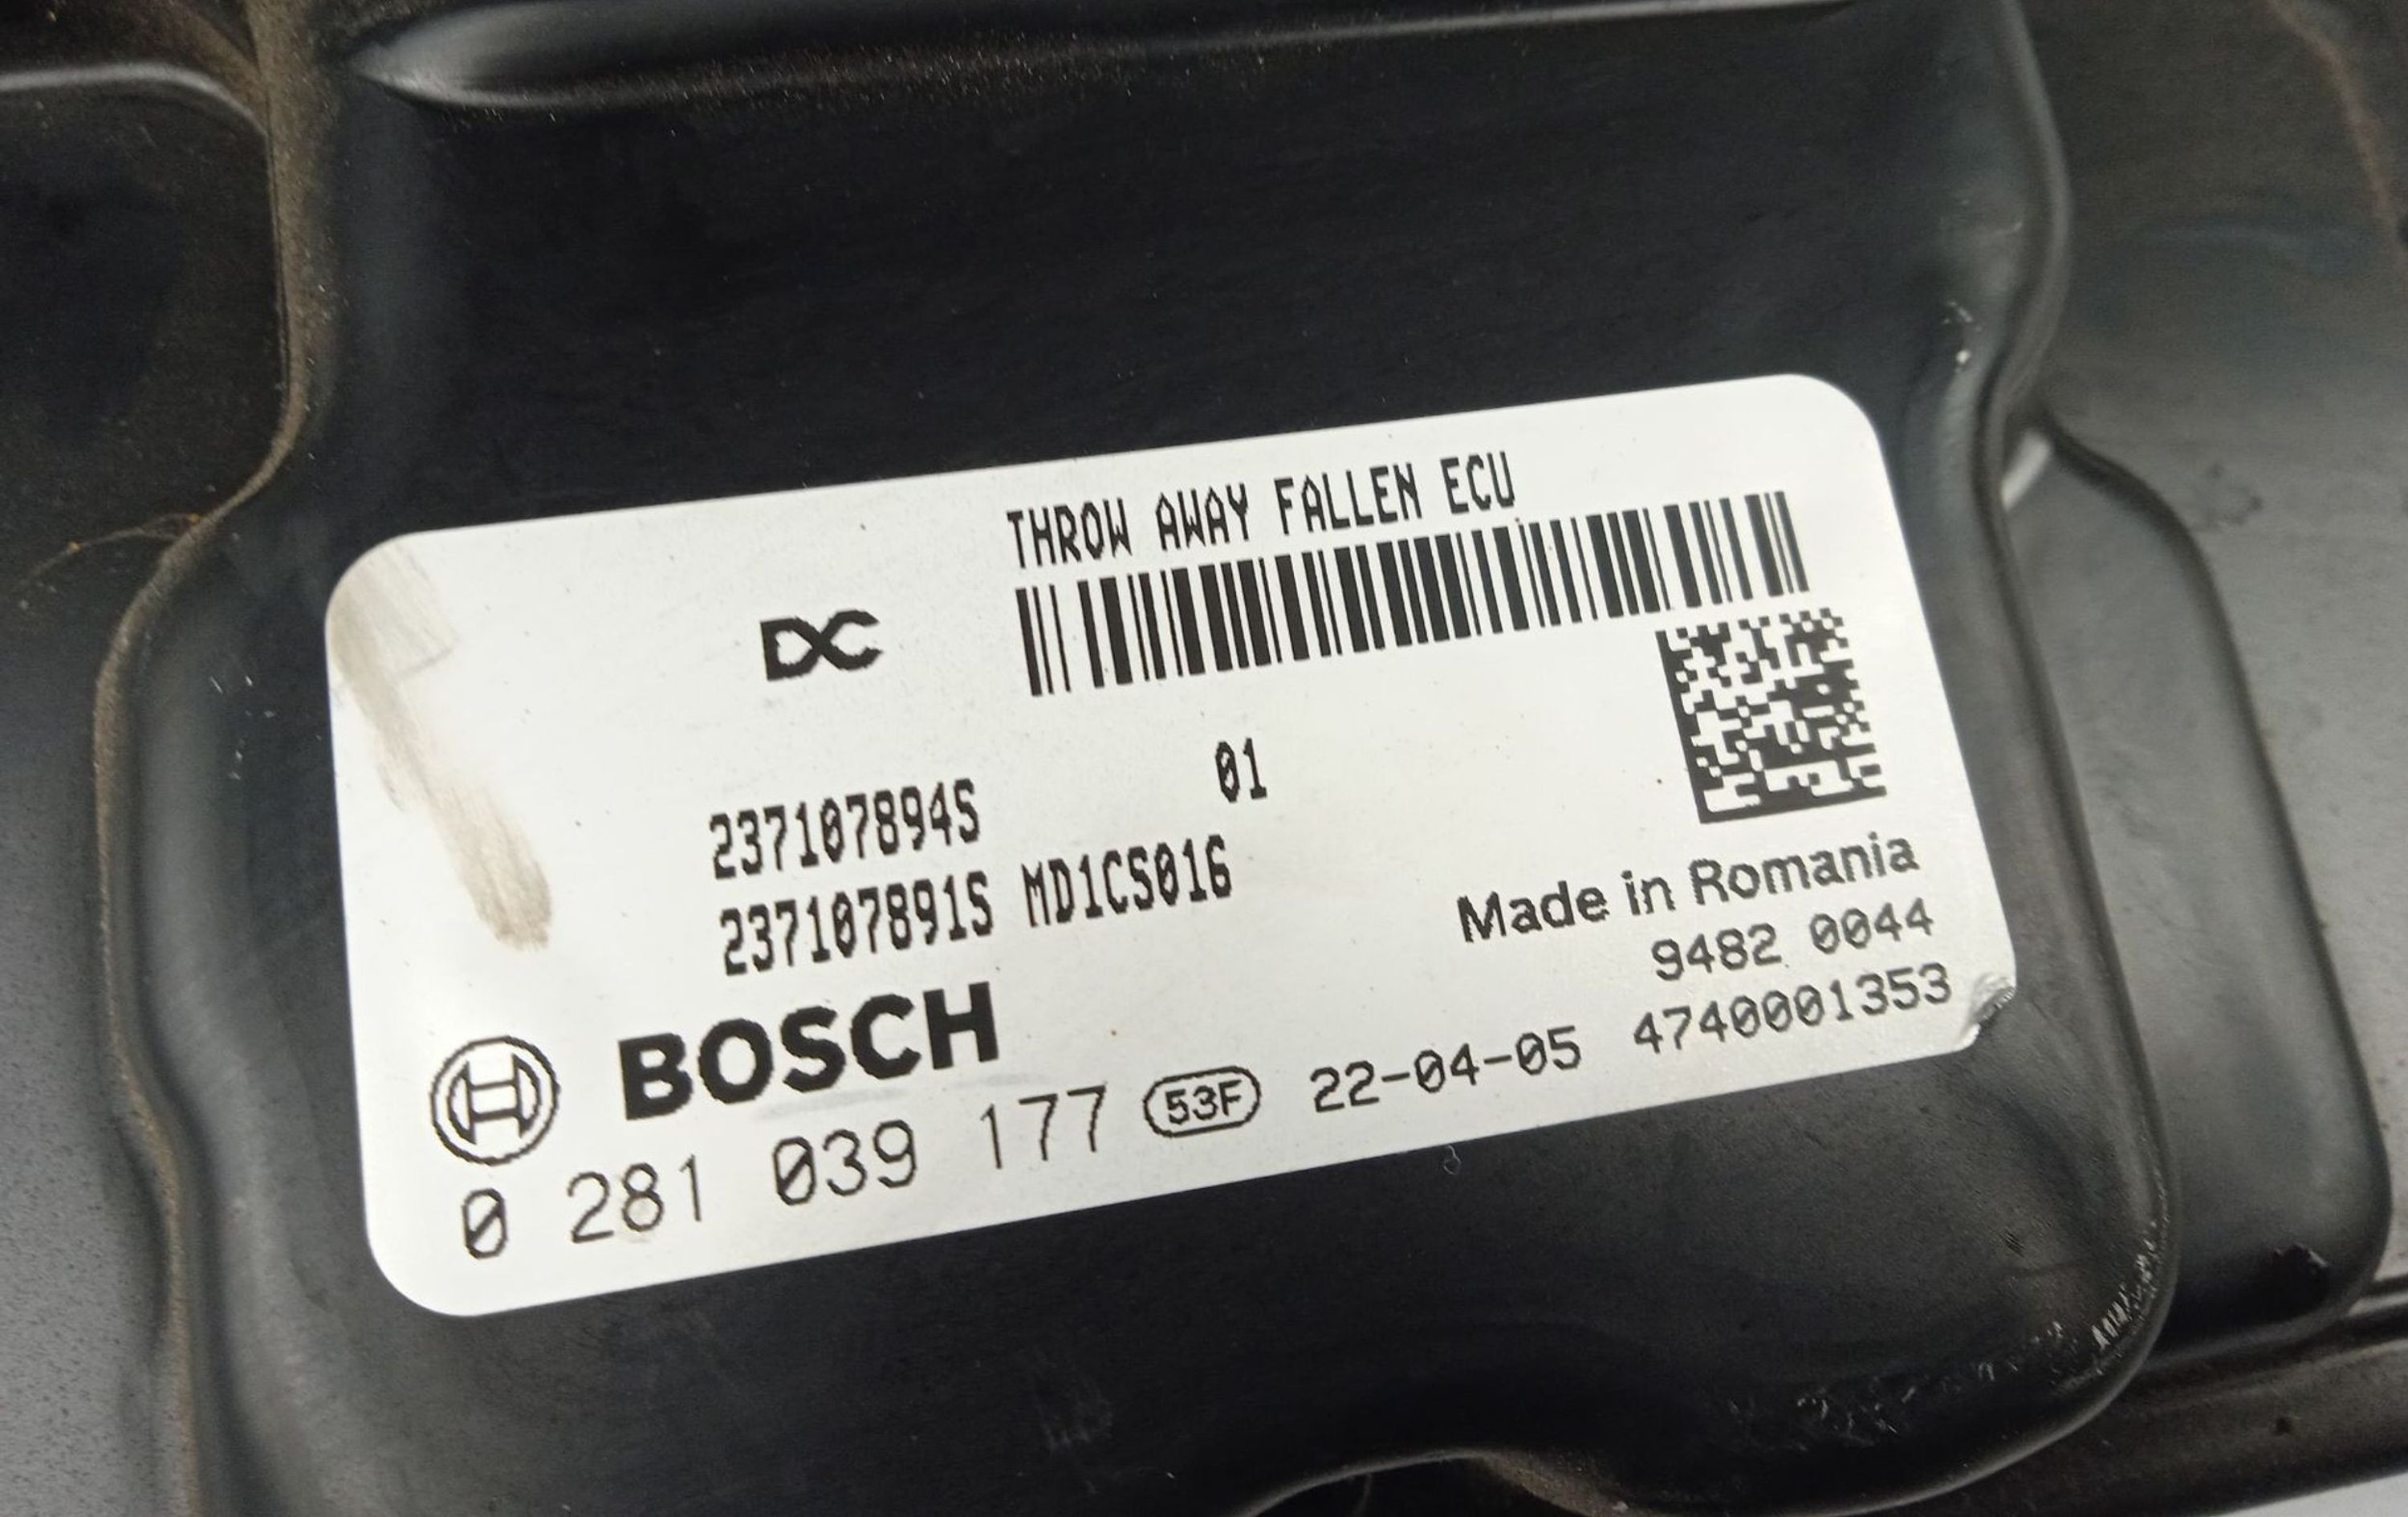 THROW AWAY FALLEN ECU
DC
237107894S 01
237107891S MD1CS016
Made in Romania
9482 0044
BOSCH
0 281 039 177 53F 22-04-05 4740001353